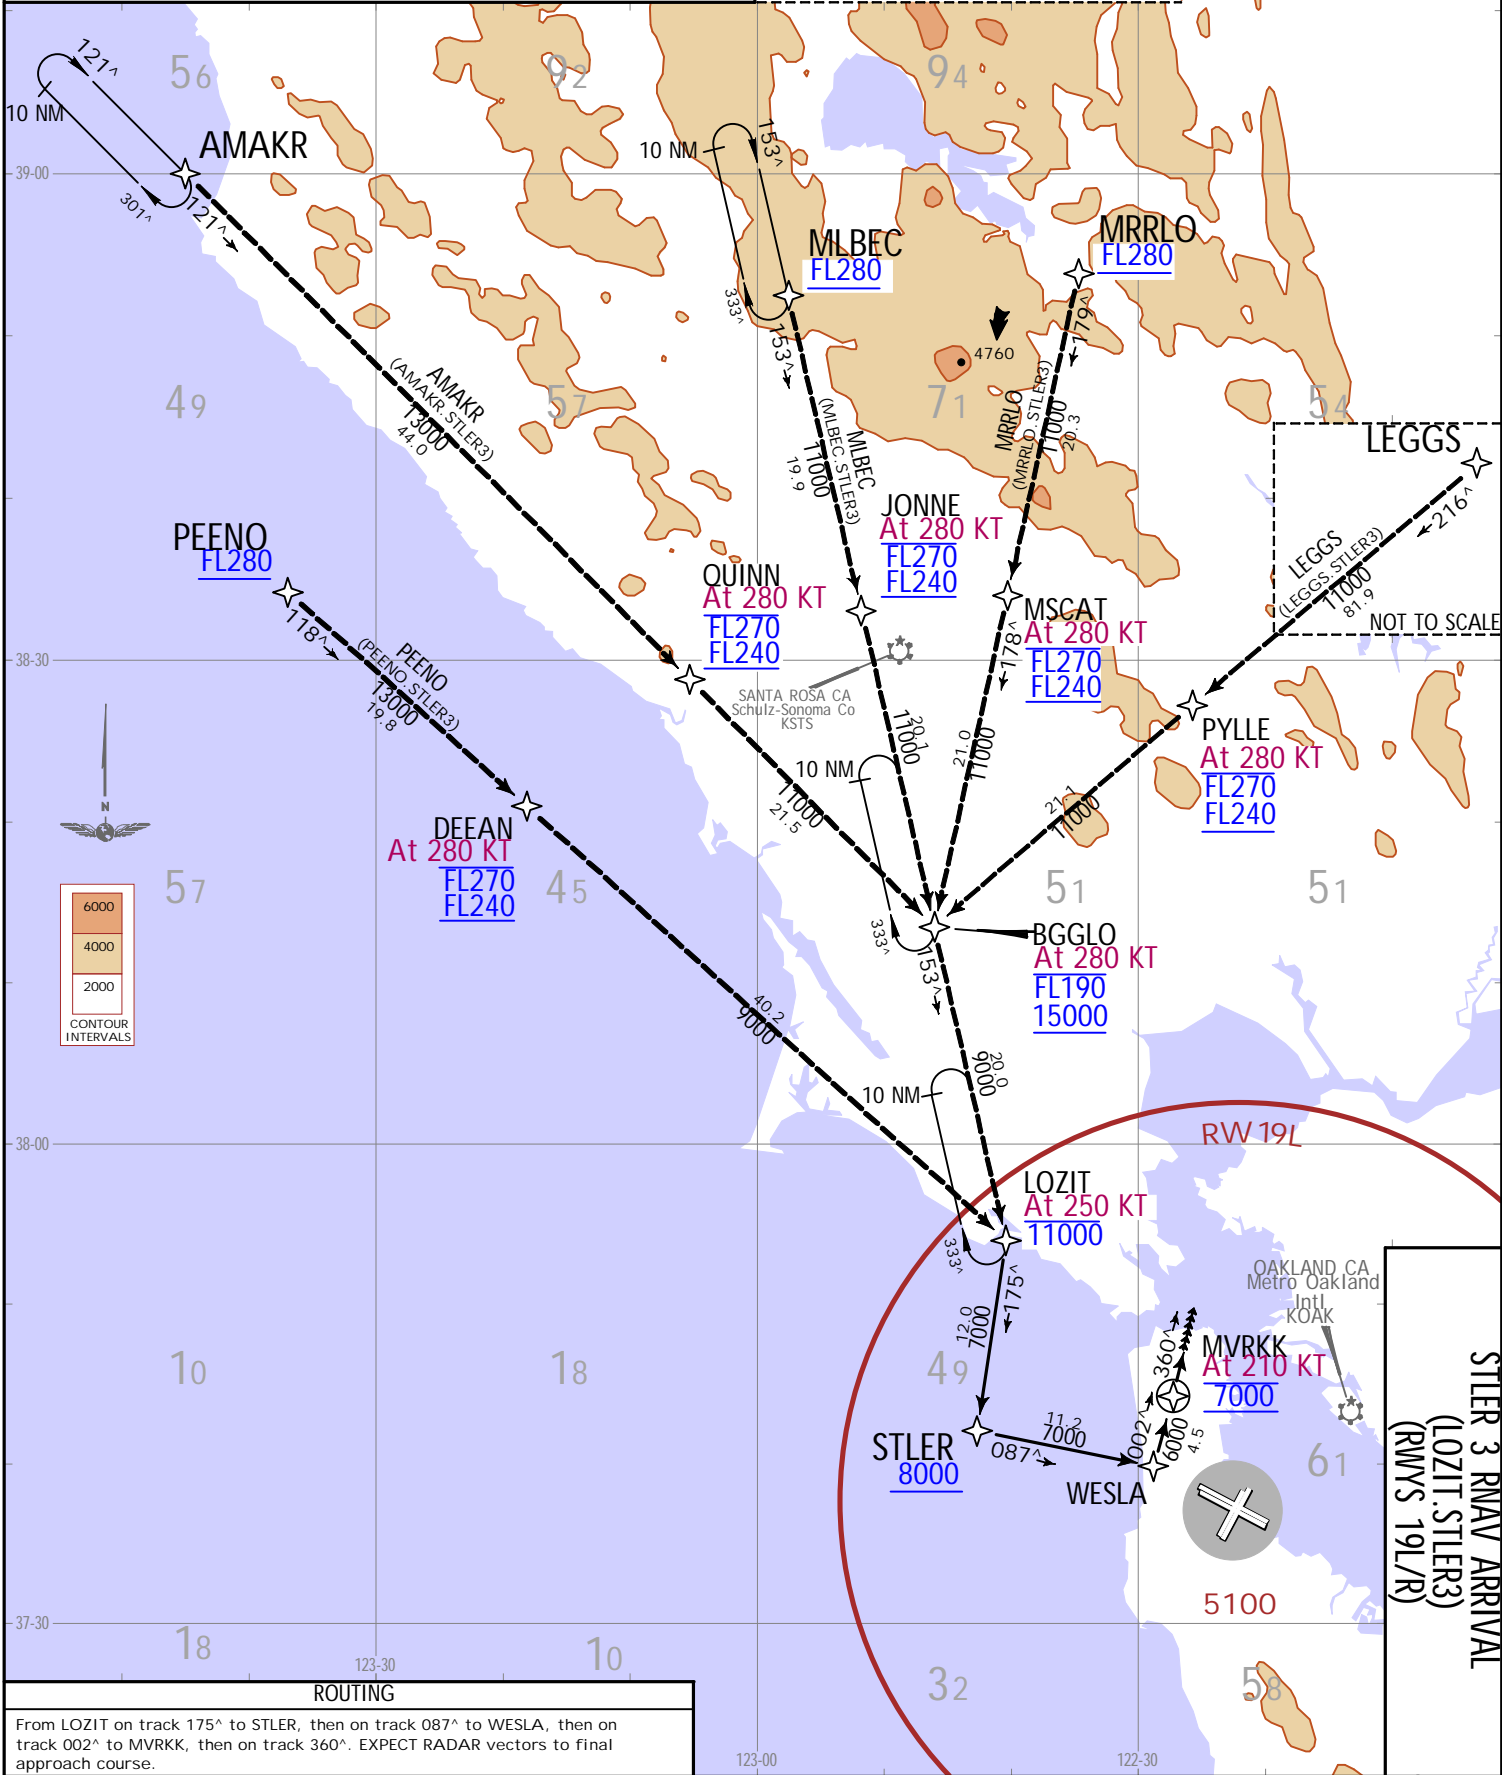 56
92
94
121^
10 NM
AMAKR
39-00
301^
121^
10 NM
153^
MLBEC
FL280
MRRLO
FL280
333^
153^
179^
4760
49
57
71
54
AMAKR
(AMAKR.STLER3)
13000
44.0
MLBEC
(MLBEC.STLER3)
11000
19.9
MRRLO
(MRRLO.STLER3)
11000
20.3
LEGGS
216^
LEGGS
(LEGGS.STLER3)
11000
81.9
NOT TO SCALE
PEENO
FL280
118^
PEENO
(PEENO.STLER3)
13000
19.8
JONNE
At 280 KT
FL270
FL240
QUINN
At 280 KT
FL270
FL240
MSCAT
At 280 KT
FL270
FL240
178^
38-30
SANTA ROSA CA
Schulz-Sonoma Co
KSTS
PYLLE
At 280 KT
FL270
FL240
20.1
11000
21.0
11000
10 NM
11000
21.5
21.1
11000
N
DEEAN
At 280 KT
FL270
FL240
57
45
51
51
6000
4000
2000
CONTOUR
INTERVALS
333^
153^
BGGLO
At 280 KT
FL190
15000
40.2
9000
20.0
9000
10 NM
38-00
RW 19L
LOZIT
At 250 KT
11000
333^
175^
12.0
7000
OAKLAND CA
Metro Oakland
Intl
KOAK
10
18
49
360^
MVRKK
At 210 KT
7000
STLER
8000
11.2
7000
087^
002^
6000
4.5
WESLA
61
5100
STLER 3 RNAV ARRIVAL
(LOZIT.STLER3)
(RWYS 19L/R)
37-30
18
10
32
58
123-30
123-00
122-30
ROUTING
From LOZIT on track 175^ to STLER, then on track 087^ to WESLA, then on
track 002^ to MVRKK, then on track 360^. EXPECT RADAR vectors to final
approach course.